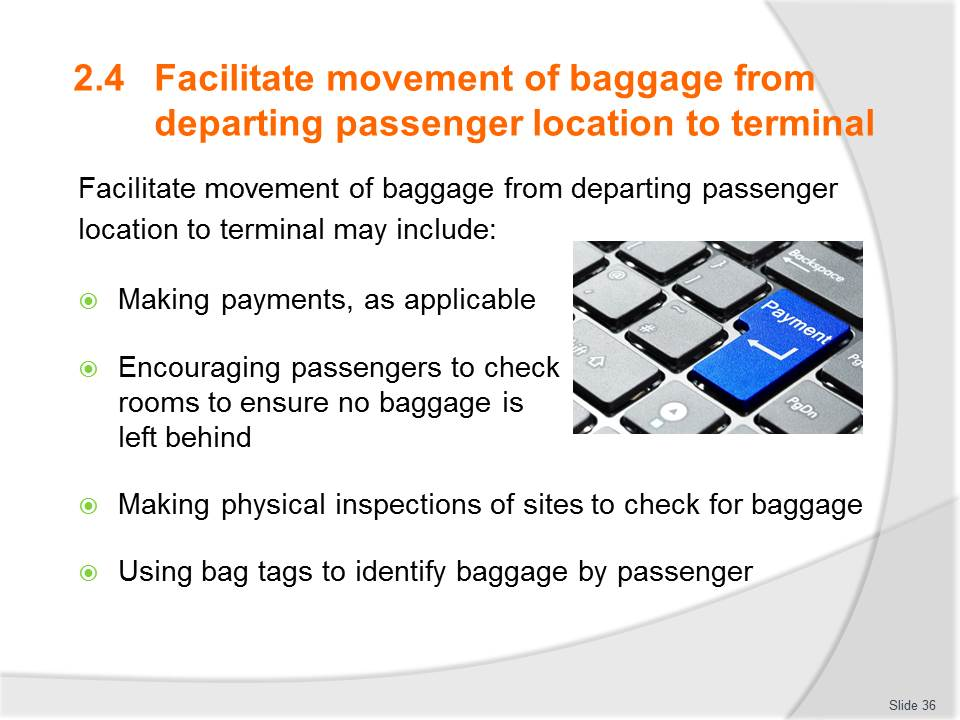 2.4 Facilitate movement of baggage from
departing passenger location to terminal
Facilitate movement of baggage from departing passenger
location to terminal may include:
Making payments, as applicable
Encouraging passengers to check
rooms to ensure no baggage is
left behind
Backspace
Payment
}
]
{
[
@
~
#
Shift
PgDn
Making physical inspections of sites to check for baggage
Using bag tags to identify baggage by passenger
Slide 36